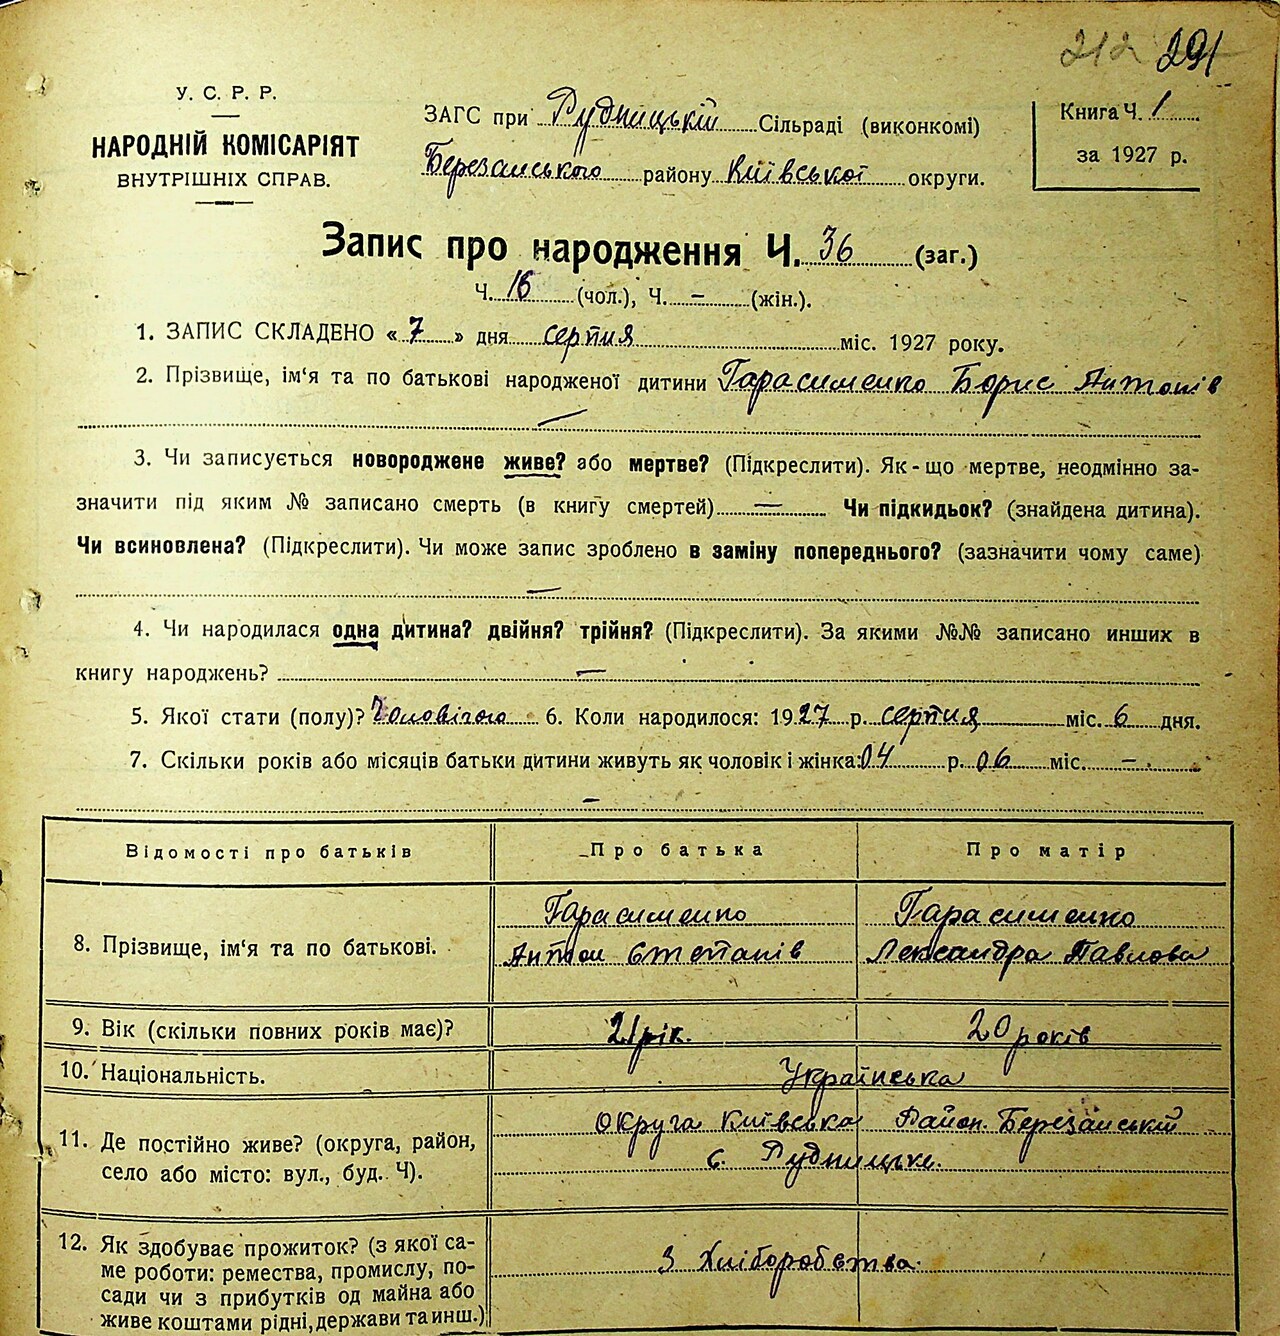 212 291
У. С. Р. Р.
НАРОДНІЙ КОМІСАРІЯТ
ВНУТРІШНІХ СПРАВ.
ЗАГС при Рудницькій Сільраді (виконкомі)
Березанського району Київської округи.
Книга Ч. 1
за 1927 р.
Запис про народження Ч. 36 (заг.)
Ч. 16 (чол.), Ч. – (жін.).
1. ЗАПИС СКЛАДЕНО « 7 » дня серпня міс. 1927 року.
2. Прізвище, ім‘я та по батькові народженої дитини Гарасименко Борис Антонів
—
3. Чи записується новороджене живе? або мертве? (Підкреслити). Як-що мертве, неодмінно за-
значити під яким № записано смерть (в книгу смертей) — Чи підкидьок? (знайдена дитина).
Чи всиновлена? (Підкреслити). Чи може запис зроблено в заміну попереднього? (зазначити чому саме)
—
4. Чи народилася одна дитина? двійня? трійня? (Підкреслити). За якими №№ записано инших в
книгу народжень? —
5. Якої стати (полу)? Чоловічою 6. Коли народилося: 1927 р. серпня міс. 6 дня.
7. Скільки років або місяців батьки дитини живуть як чоловік і жінка: 04 р. 06 міс. –
–
Відомості про батьків Про батька Про матір
8. Прізвище, ім‘я та по батькові.
Гарасименко
Антон Степанів
Гарасименко
Лександра Павлова
9. Вік (скільки повних років має)? 21 рік. 20 років
10. Національність. Українська
11. Де постійно живе? (округа, район,
село або місто: вул., буд. Ч).
округа Київська Район. Березанській
с. Рудницьке.
12. Як здобуває прожиток? (з якої са-
ме роботи: ремества, промислу, по-
сади чи з прибутків од майна або
живе коштами рідні, держави та инш.)
З Хліборобства.